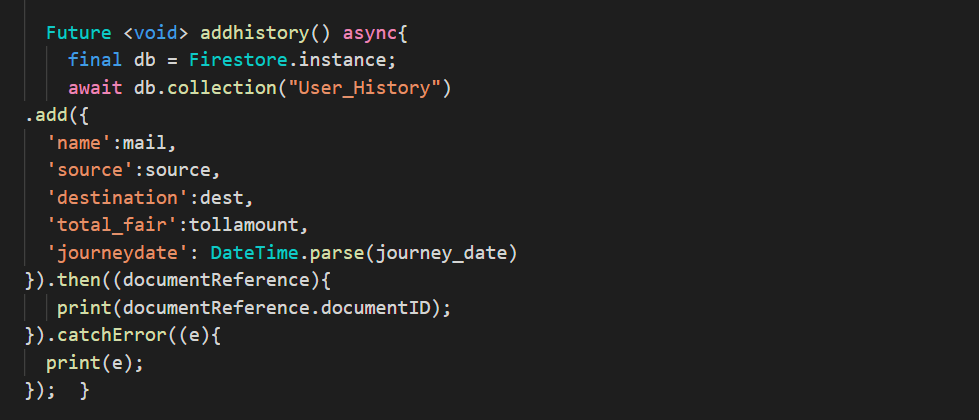 Future <void> addhistory() async{
final db = Firestore.instance;
await db.collection("User_History")
.add({
'name':mail,
'source':source,
'destination':dest,
'total_fair':tollamount,
'journeydate': DateTime.parse(journey_date)
}).then((documentReference){
print(documentReference.documentID);
}).catchError((e){
print(e);
});  }